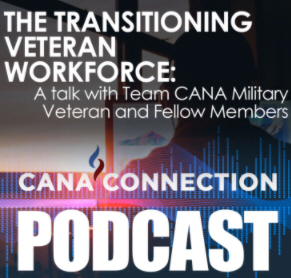 THE TRANSITIONING
VETERAN
WORKFORCE:
A talk with Team CANA Military
Veteran and Fellow Members
CANA CONNECTION
PODCAST